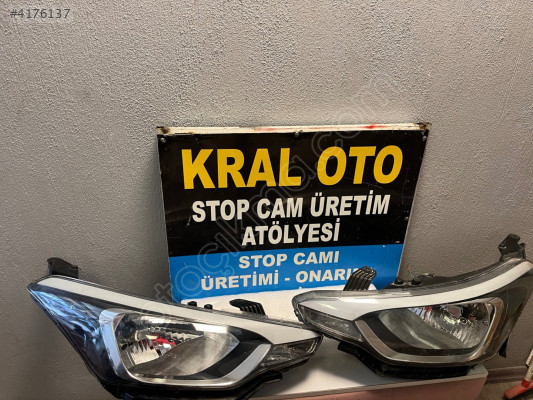 #4176137
KRAL OTO
STOP CAM ÜRETİM
ATÖLYESİ
STOP CAMI
ÜRETİMİ - ONARI